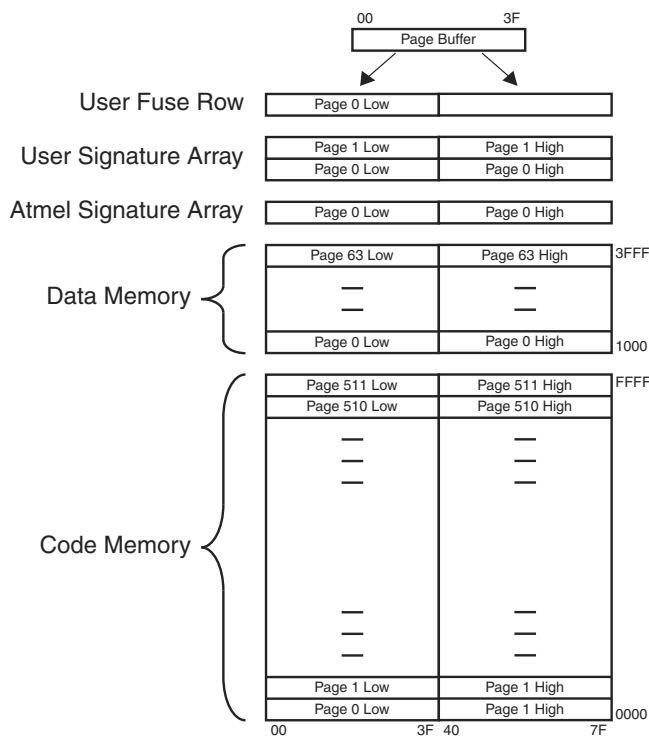 00 3F
Page Buffer
User Fuse Row Page 0 Low
User Signature Array Page 1 Low Page 1 High
Page 0 Low Page 0 High
Atmel Signature Array Page 0 Low Page 0 High
Data Memory Page 63 Low Page 63 High 3FFF
Page 0 Low Page 0 High 1000
Code Memory Page 511 Low Page 511 High FFFF
Page 510 Low Page 510 High
Page 1 Low Page 1 High
Page 0 Low Page 1 High 0000
00 3F 40 7F